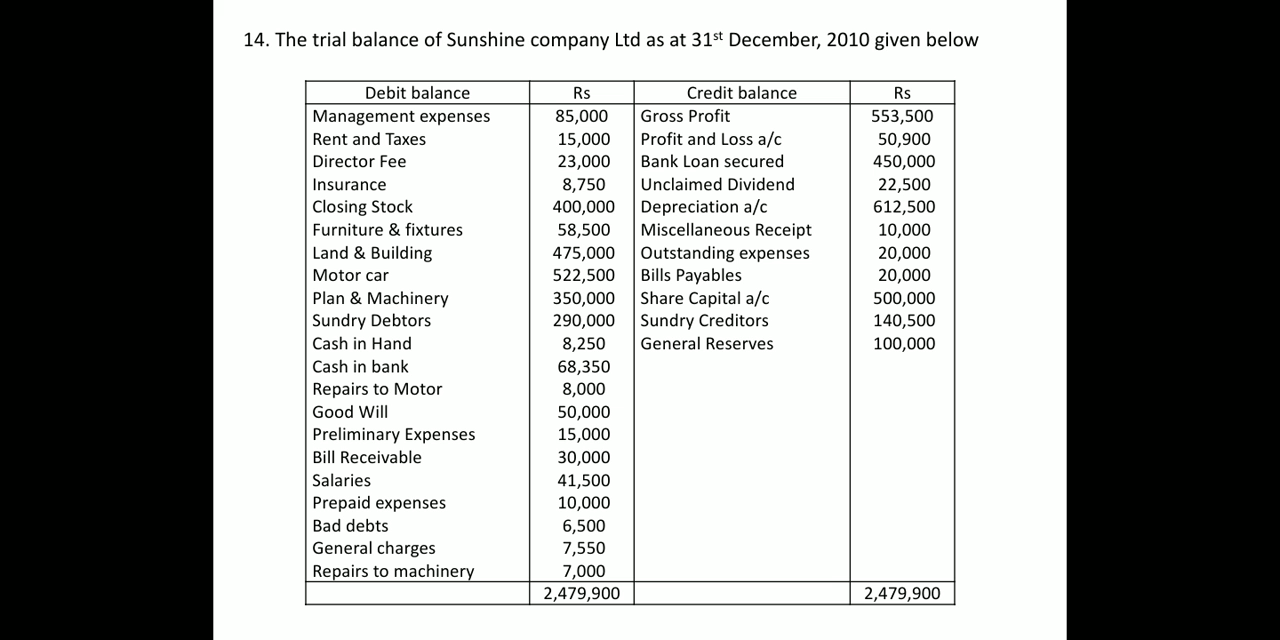 14. The trial balance of Sunshine company Ltd as at 31st December, 2010 given below
Debit balance Rs Credit balance Rs
Management expenses 85,000 Gross Profit 553,500
Rent and Taxes 15,000 Profit and Loss a/c 50,900
Director Fee 23,000 Bank Loan secured 450,000
Insurance 8,750 Unclaimed Dividend 22,500
Closing Stock 400,000 Depreciation a/c 612,500
Furniture & fixtures 58,500 Miscellaneous Receipt 10,000
Land & Building 475,000 Outstanding expenses 20,000
Motor car 522,500 Bills Payables 20,000
Plan & Machinery 350,000 Share Capital a/c 500,000
Sundry Debtors 290,000 Sundry Creditors 140,500
Cash in Hand 8,250 General Reserves 100,000
Cash in bank 68,350
Repairs to Motor 8,000
Good Will 50,000
Preliminary Expenses 15,000
Bill Receivable 30,000
Salaries 41,500
Prepaid expenses 10,000
Bad debts 6,500
General charges 7,550
Repairs to machinery 7,000
2,479,900 2,479,900